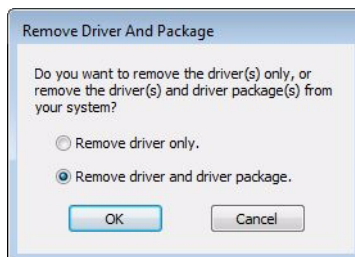 Remove Driver And Package
Do you want to remove the driver(s) only, or
remove the driver(s) and driver package(s) from
your system?
Remove driver only.
Remove driver and driver package.
OK
Cancel